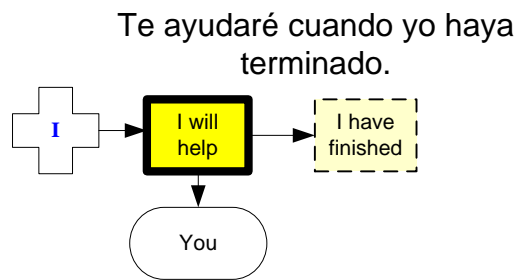 Te ayudaré cuando yo haya
terminado.
I
I will
help
I have
finished
You